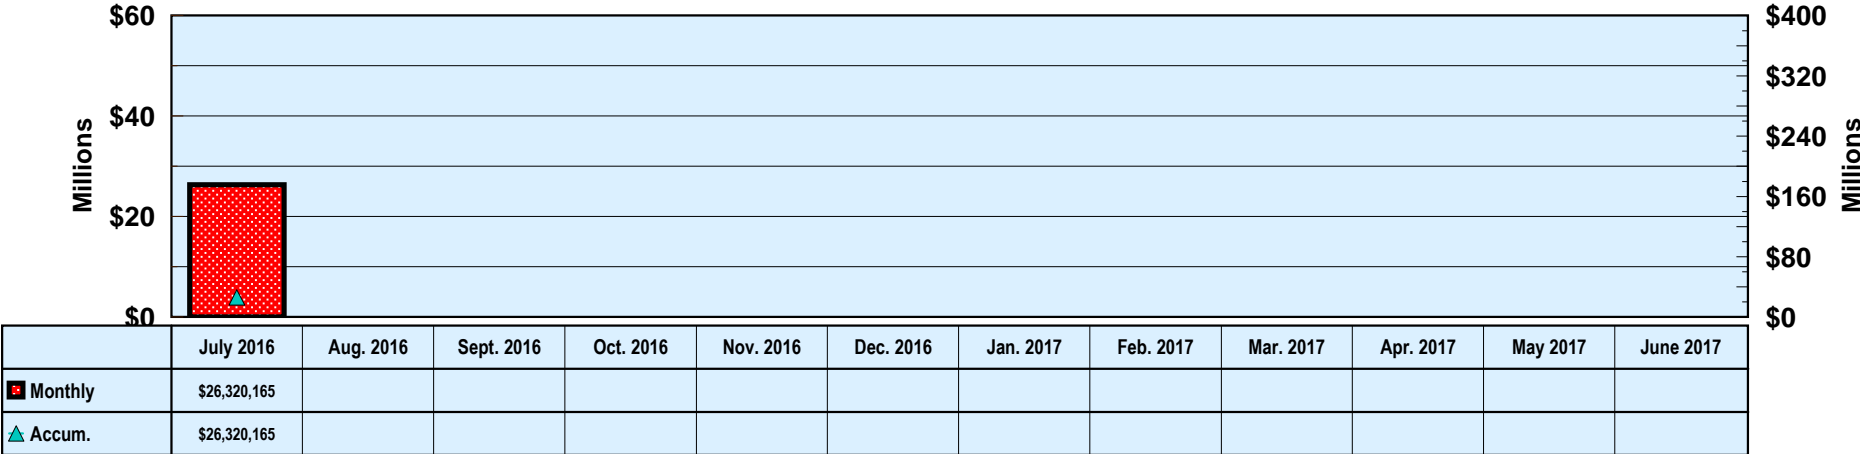 $60
$40
$20
$0
Millions
$400
$320
$240
$160
$80
$0
Millions
July 2016 Aug. 2016 Sept. 2016 Oct. 2016 Nov. 2016 Dec. 2016 Jan. 2017 Feb. 2017 Mar. 2017 Apr. 2017 May 2017 June 2017
Monthly $26,320,165
Accum. $26,320,165